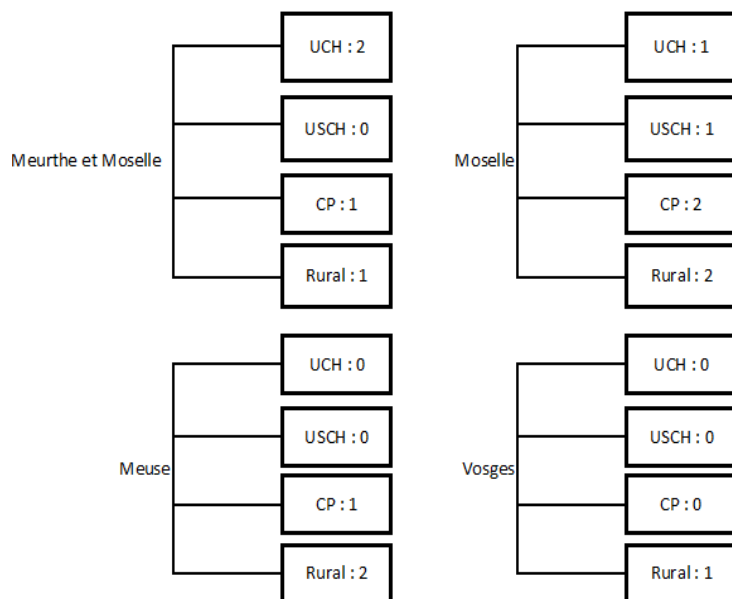 Meurthe et Moselle
UCH : 2
USCH : 0
CP : 1
Rural : 1
Moselle
UCH : 1
USCH : 1
CP : 2
Rural : 2
Meuse
UCH : 0
USCH : 0
CP : 1
Rural : 2
Vosges
UCH : 0
USCH : 0
CP : 0
Rural : 1